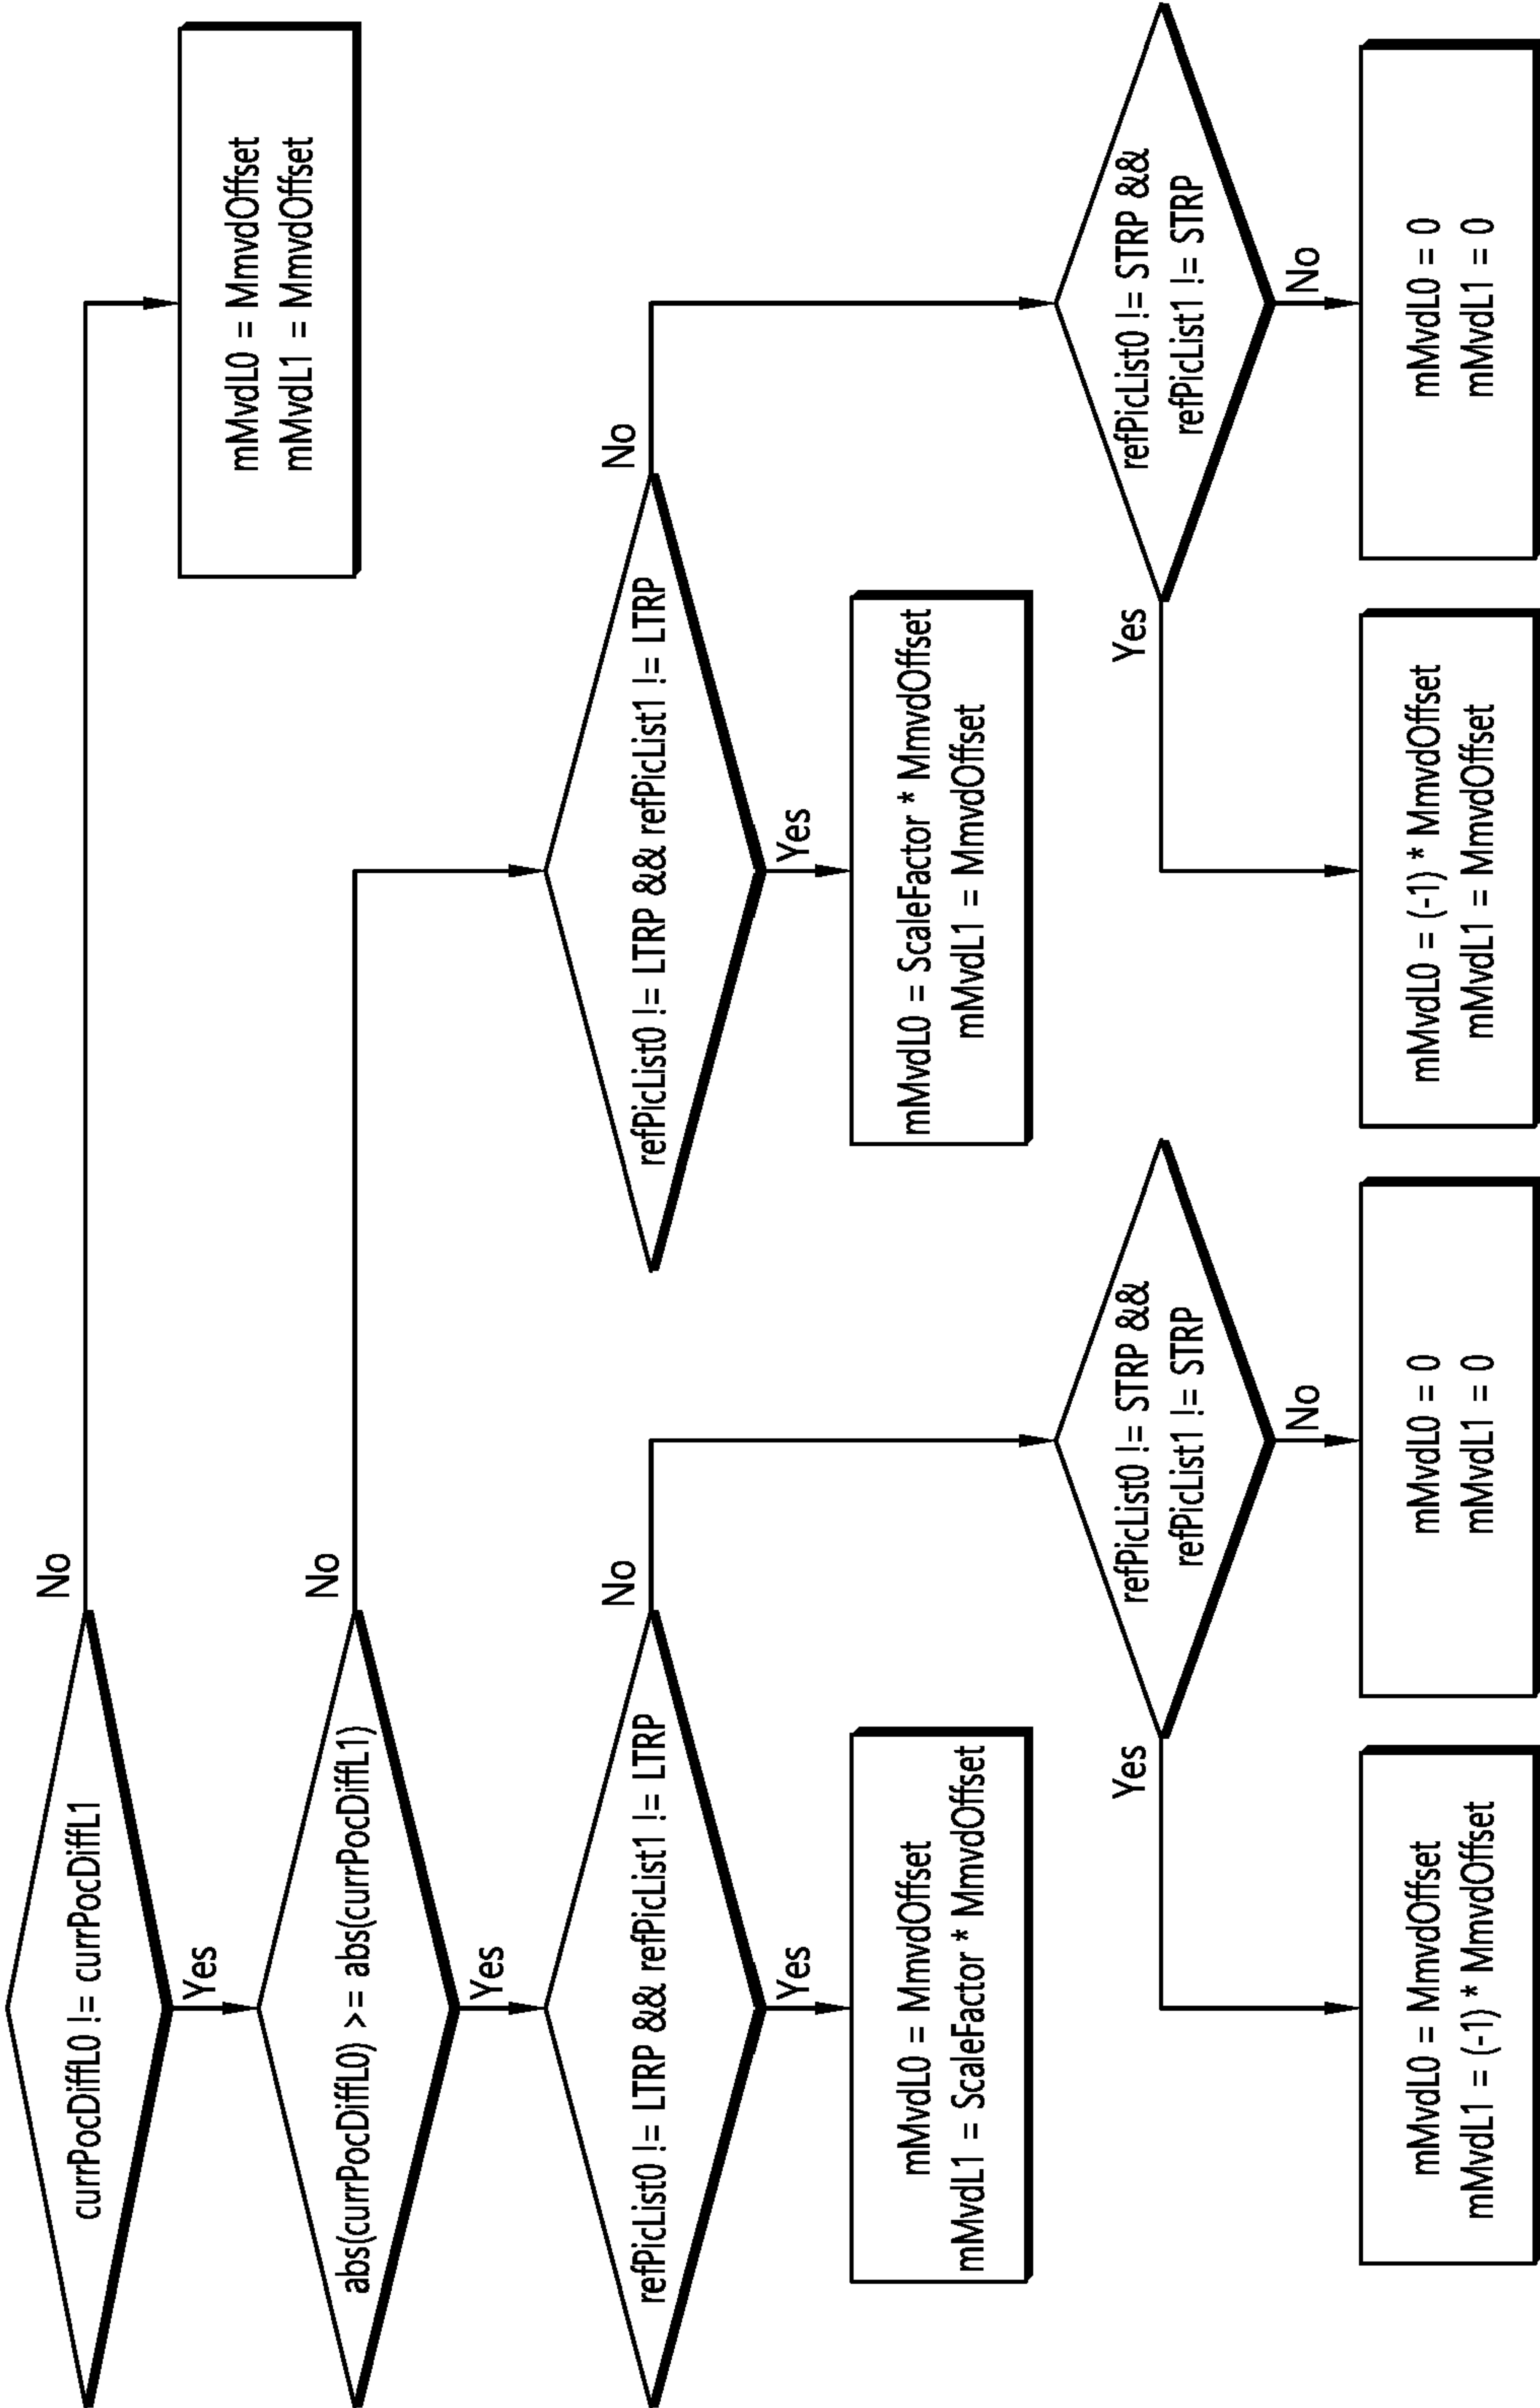 currPocDiffL0 != currPocDiffL1
No
Yes
mMvdL0 = MmvdOffset
mMvdL1 = MmvdOffset
abs(currPocDiffL0) >= abs(currPocDiffL1)
No
Yes
refPicList0 != LTRP && refPicList1 != LTRP
No
Yes
refPicList0 != LTRP && refPicList1 != LTRP
No
Yes
mMvdL0 = MmvdOffset
mMvdL1 = ScaleFactor * MmvdOffset
mMvdL0 = ScaleFactor * MmvdOffset
mMvdL1 = MmvdOffset
refPicList0 != STRP &&
refPicList1 != STRP
Yes
No
refPicList0 != STRP &&
refPicList1 != STRP
Yes
No
mMvdL0 = MmvdOffset
mMvdL1 = (-1) * MmvdOffset
mMvdL0 = 0
mMvdL1 = 0
mMvdL0 = (-1) * MmvdOffset
mMvdL1 = MmvdOffset
mMvdL0 = 0
mMvdL1 = 0